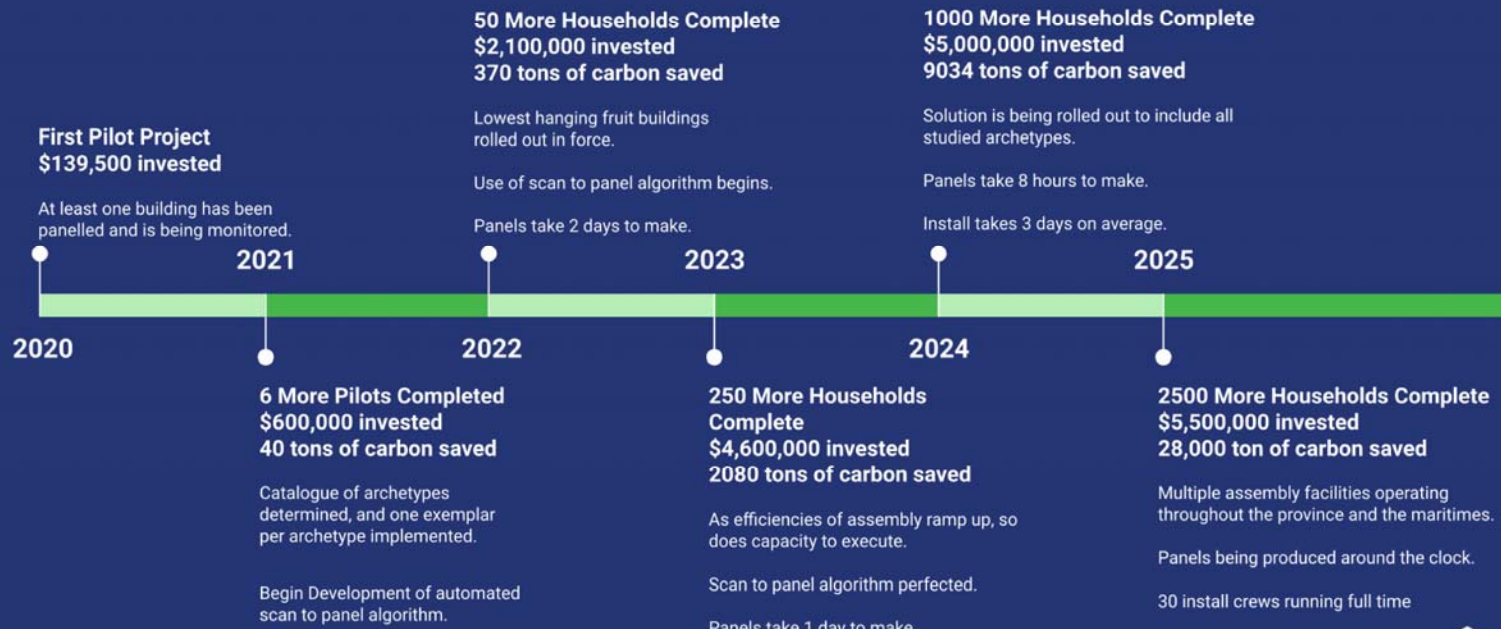 First Pilot Project
$139,500 invested
At least one building has been
panelled and is being monitored.
2020
2021
6 More Pilots Completed
$600,000 invested
40 tons of carbon saved
Catalogue of archetypes
determined, and one exemplar
per archetype implemented.
Begin Development of automated
scan to panel algorithm.
50 More Households Complete
$2,100,000 invested
370 tons of carbon saved
Lowest hanging fruit buildings
rolled out in force.
Use of scan to panel algorithm begins.
Panels take 2 days to make.
2022
2023
250 More Households
Complete
$4,600,000 invested
2080 tons of carbon saved
As efficiencies of assembly ramp up, so
does capacity to execute.
Scan to panel algorithm perfected.
Panels take 1 day to make
1000 More Households Complete
$5,000,000 invested
9034 tons of carbon saved
Solution is being rolled out to include all
studied archetypes.
Panels take 8 hours to make.
Install takes 3 days on average.
2024
2025
2500 More Households Complete
$5,500,000 invested
28,000 ton of carbon saved
Multiple assembly facilities operating
throughout the province and the maritimes.
Panels being produced around the clock.
30 install crews running full time